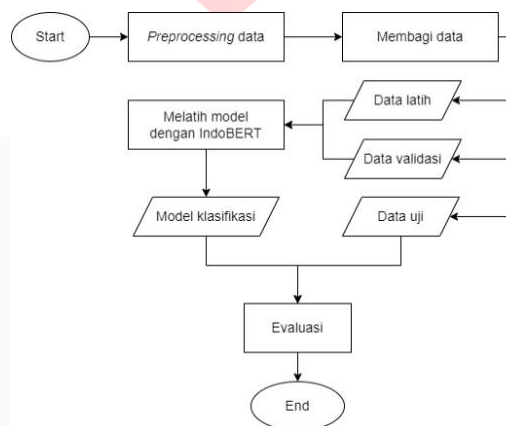 Start
Preprocessing data
Membagi data
Data latih
Melatih model
dengan IndoBERT
Data validasi
Model klasifikasi
Data uji
Evaluasi
End